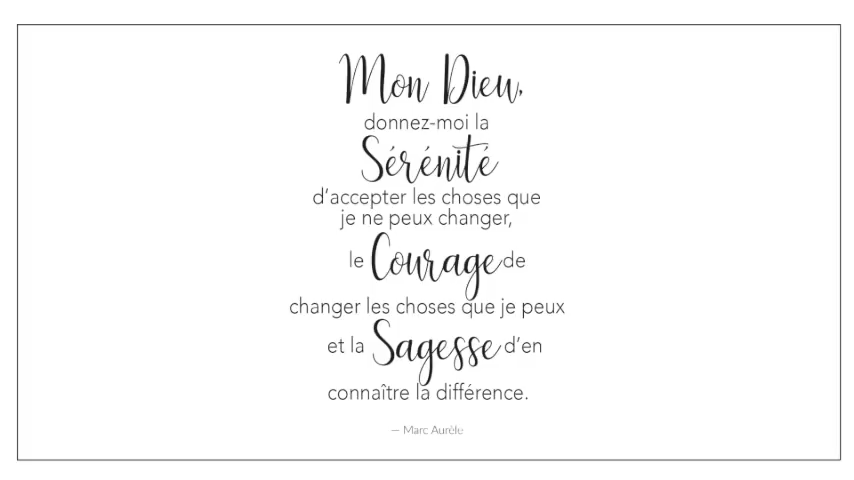 Mon Dieu,
donnez-moi la
Sérénité
d’accepter les choses que
je ne peux changer,
le Courage de
changer les choses que je peux
et la Sagesse d’en
connaître la différence.
— Marc Aurèle